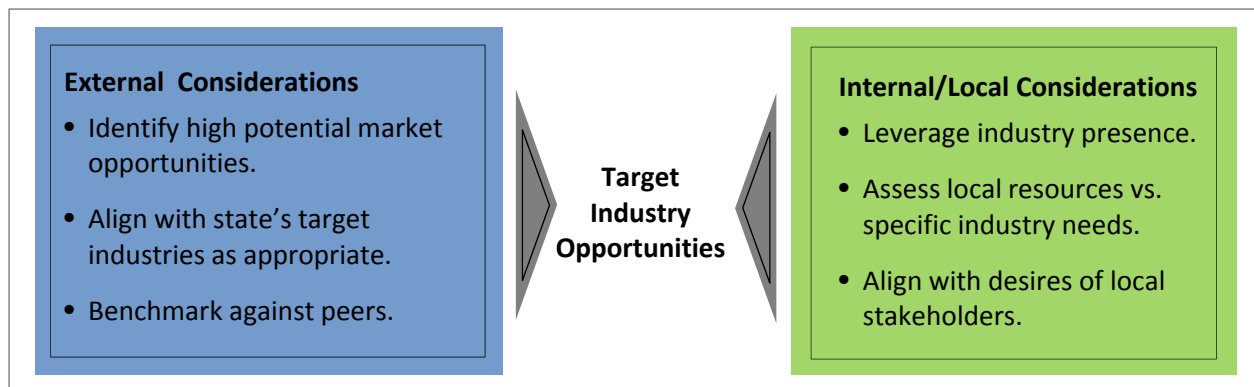 External  Considerations
• Identify high potential market
opportunities.
• Align with state’s target
industries as appropriate.
• Benchmark against peers.
Target
Industry
Opportunities
Internal/Local Considerations
• Leverage industry presence.
• Assess local resources vs.
specific industry needs.
• Align with desires of local
stakeholders.